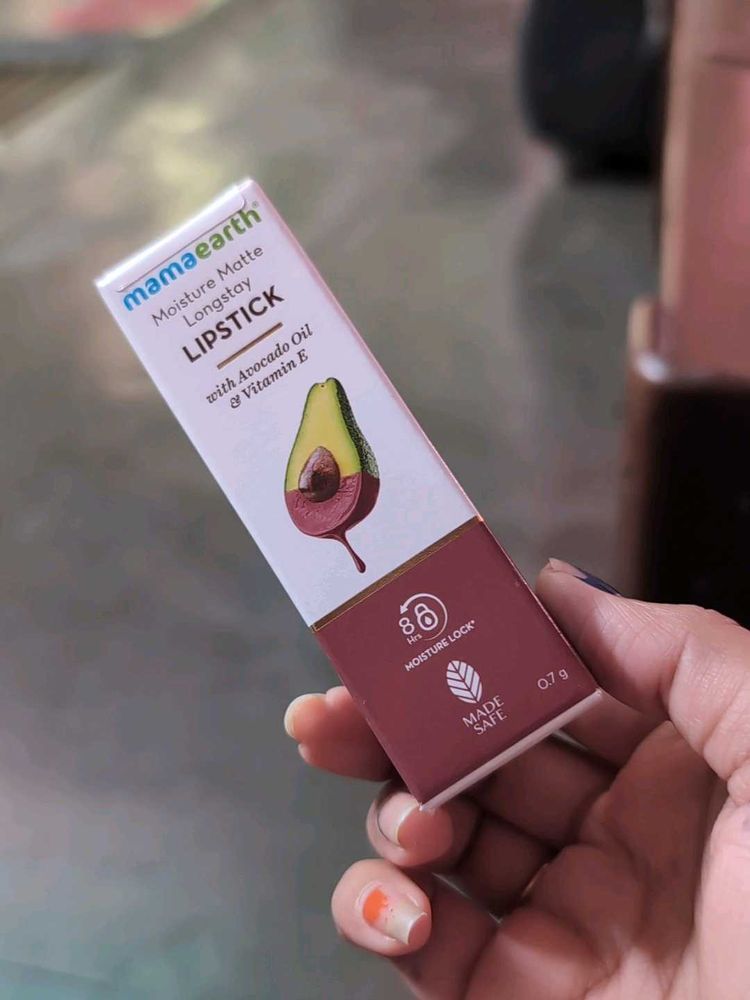 mamaearth®
Moisture Matte
Longstay
LIPSTICK
with Avocado Oil
& Vitamin E
8
Hrs
MOISTURE LOCK*
MADE
SAFE
0.7 g